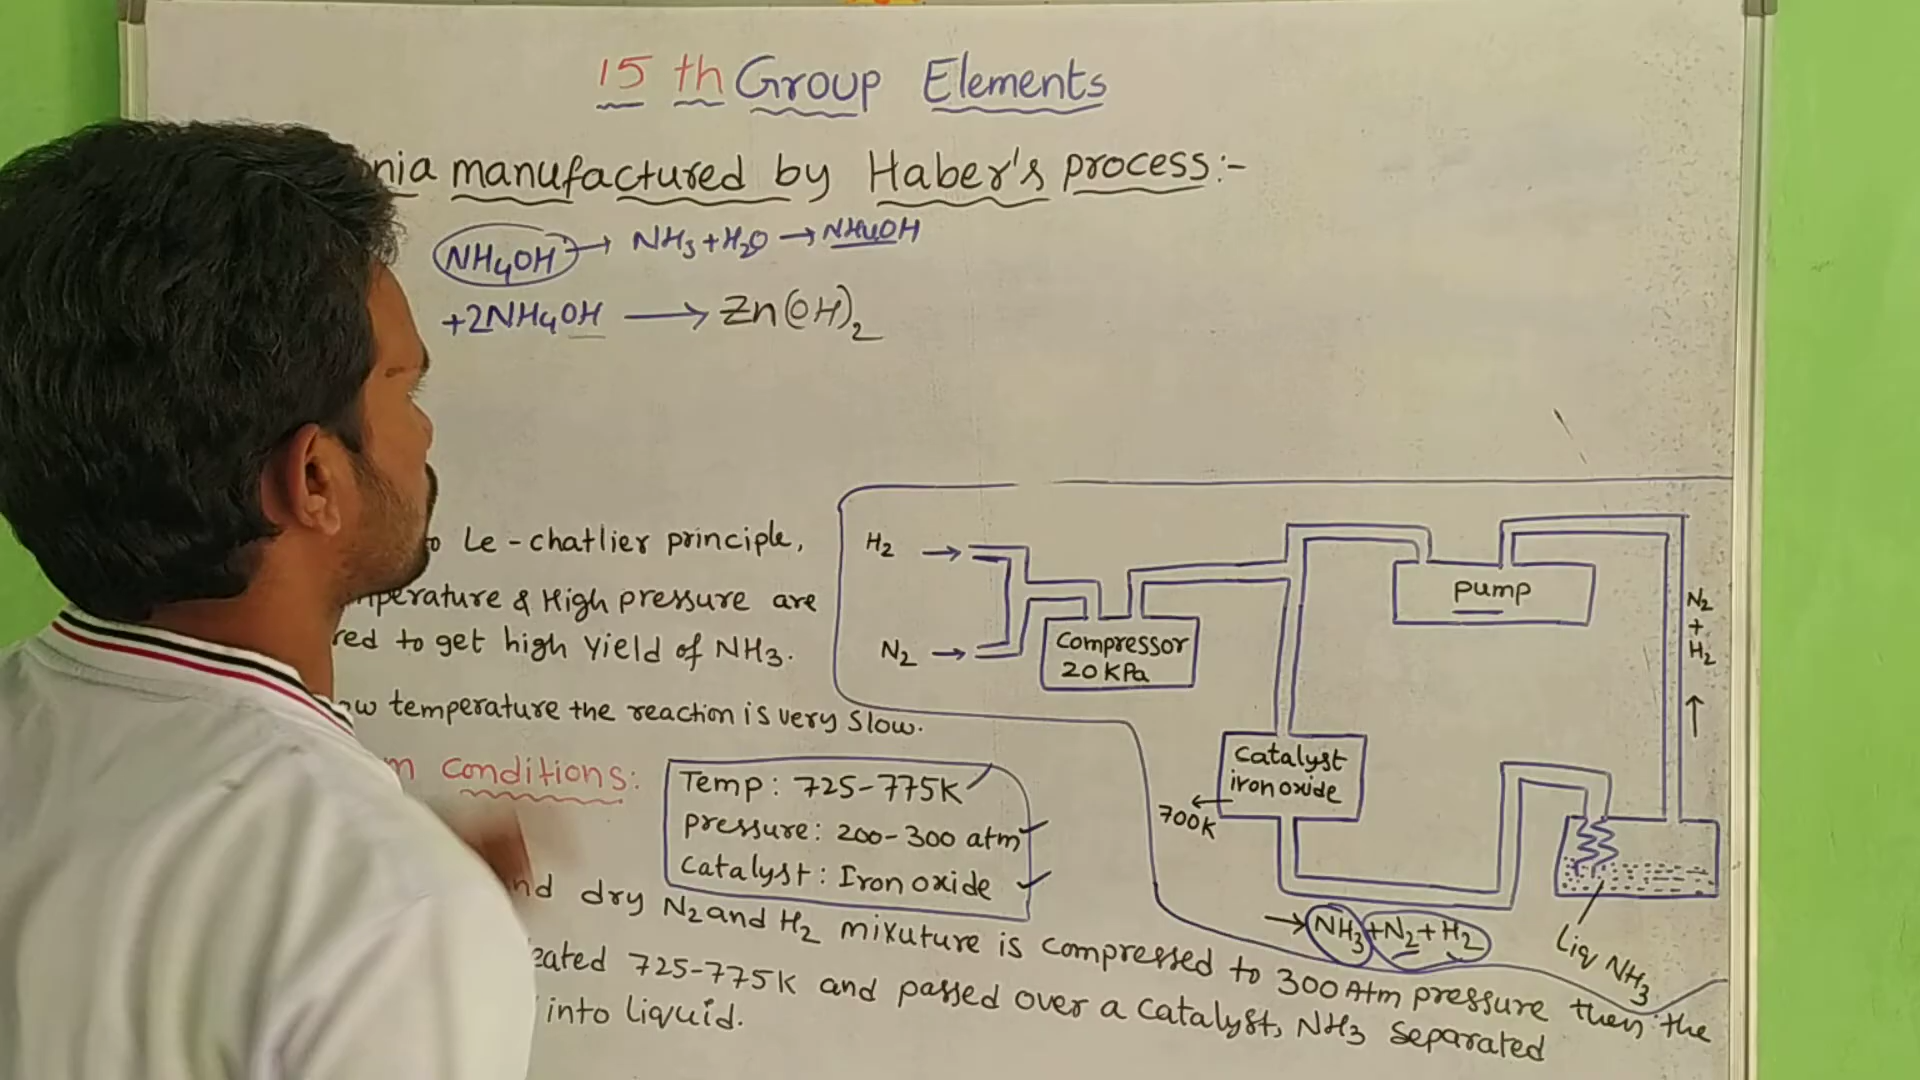 15 th Group Elements
nia manufactured by Haber's process:-
NH4OH → NH3 + H2O → NH4OH
+2NH4OH ⟶ Zn(OH)2
Le-chatlier principle,
perature & High pressure are
red to get high yield of NH3.
ow temperature the reaction is very slow.
m conditions:
Temp: 725-775K
pressure: 200-300 atm
Catalyst: Iron oxide
nd dry N2 and H2 mixuture is compressed to 300 Atm pressure then the
eated 725-775K and passed over a catalyst, NH3 separated
into liquid.
H2 →
N2 →
Compressor
20 KPa
pump
N2
+
H2
↑
Catalyst
iron oxide
700K
→ NH3 + N2 + H2
Liq NH3